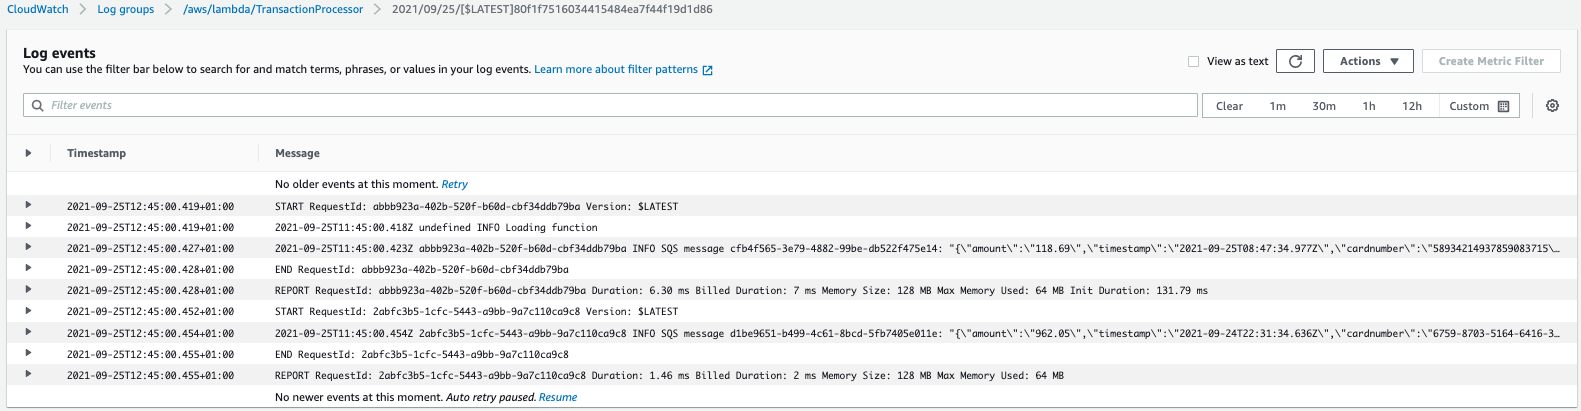 CloudWatch > Log groups > /aws/lambda/TransactionProcessor > 2021/09/25/[$LATEST]80f1f7516034415484ea7f44f19d1d86
Log events
You can use the filter bar below to search for and match terms, phrases, or values in your log events. Learn more about filter patterns
View as text
Actions
Create Metric Filter
Filter events
Clear 1m 30m 1h 12h Custom
Timestamp Message
No older events at this moment. Retry
2021-09-25T12:45:00.419+01:00 START RequestId: abbb923a-402b-520f-b60d-cbf34ddb79ba Version: $LATEST
2021-09-25T12:45:00.419+01:00 2021-09-25T11:45:00.418Z undefined INFO Loading function
2021-09-25T12:45:00.427+01:00 2021-09-25T11:45:00.423Z abbb923a-402b-520f-b60d-cbf34ddb79ba INFO SQS message cfb4f565-3e79-4882-99be-db522f475e14: "{\"amount\":\"118.69\",\"timestamp\":\"2021-09-25T08:47:34.977Z\",\"cardnumber\":\"58934214937859083715\…
2021-09-25T12:45:00.428+01:00 END RequestId: abbb923a-402b-520f-b60d-cbf34ddb79ba
2021-09-25T12:45:00.428+01:00 REPORT RequestId: abbb923a-402b-520f-b60d-cbf34ddb79ba Duration: 6.30 ms Billed Duration: 7 ms Memory Size: 128 MB Max Memory Used: 64 MB Init Duration: 131.79 ms
2021-09-25T12:45:00.452+01:00 START RequestId: 2abfc3b5-1cfc-5443-a9bb-9a7c110ca9c8 Version: $LATEST
2021-09-25T12:45:00.454+01:00 2021-09-25T11:45:00.454Z 2abfc3b5-1cfc-5443-a9bb-9a7c110ca9c8 INFO SQS message d1be9651-b499-4c61-8bcd-5fb7405e011e: "{\"amount\":\"962.05\",\"timestamp\":\"2021-09-24T22:31:34.636Z\",\"cardnumber\":\"6759-8703-5164-6416-3…
2021-09-25T12:45:00.455+01:00 END RequestId: 2abfc3b5-1cfc-5443-a9bb-9a7c110ca9c8
2021-09-25T12:45:00.455+01:00 REPORT RequestId: 2abfc3b5-1cfc-5443-a9bb-9a7c110ca9c8 Duration: 1.46 ms Billed Duration: 2 ms Memory Size: 128 MB Max Memory Used: 64 MB
No newer events at this moment. Auto retry paused. Resume